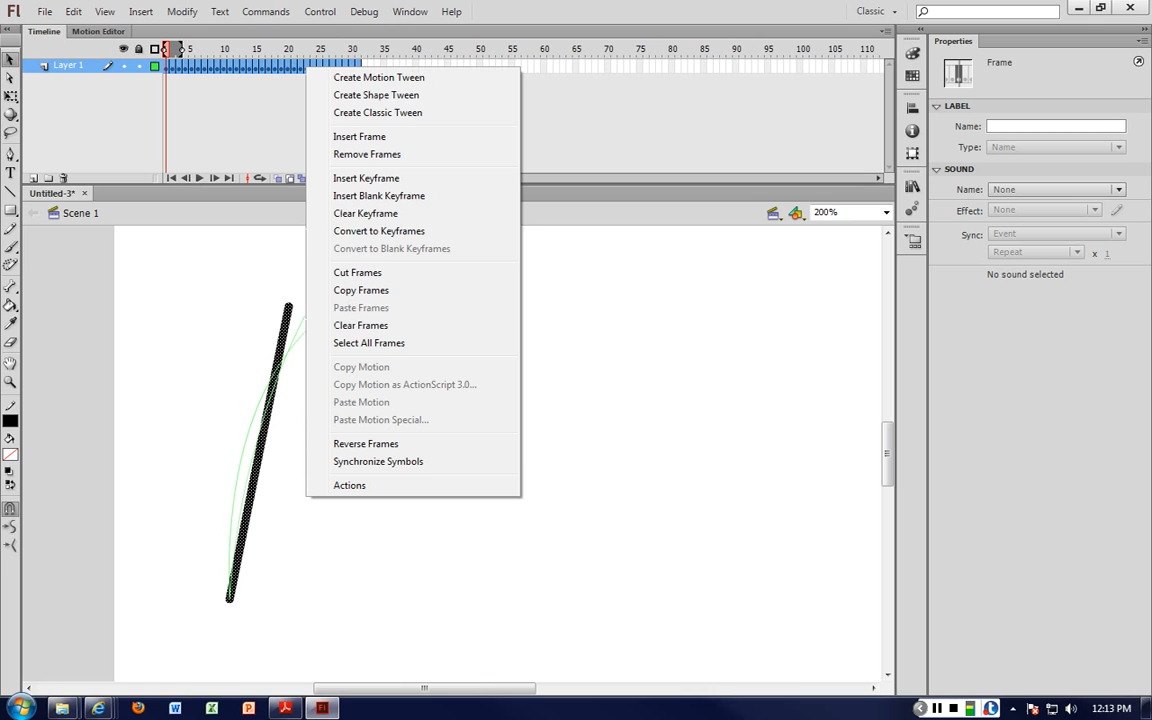 Fl File Edit View Insert Modify Text Commands Control Debug Window Help Classic
Timeline Motion Editor
5 10 15 20 25 30 35 40 45 50 55 60 65 70 75 80 85 90 95 100 105 110
Layer 1
Create Motion Tween
Create Shape Tween
Create Classic Tween
Insert Frame
Remove Frames
Insert Keyframe
Insert Blank Keyframe
Clear Keyframe
Convert to Keyframes
Convert to Blank Keyframes
Cut Frames
Copy Frames
Paste Frames
Clear Frames
Select All Frames
Copy Motion
Copy Motion as ActionScript 3.0...
Paste Motion
Paste Motion Special...
Reverse Frames
Synchronize Symbols
Actions
Untitled-3*
Scene 1
200%
Properties
Frame
LABEL
Name:
Type: Name
SOUND
Name: None
Effect: None
Sync: Event
Repeat x 1
No sound selected
12:13 PM